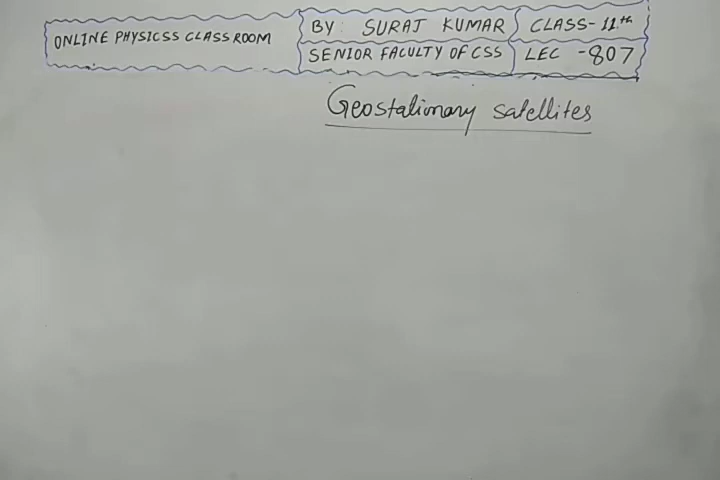 ONLINE PHYSICSS CLASS ROOM
BY: SURAJ KUMAR
CLASS-11th
SENIOR FACULTY OF CSS
LEC -807
Geostationary satellites